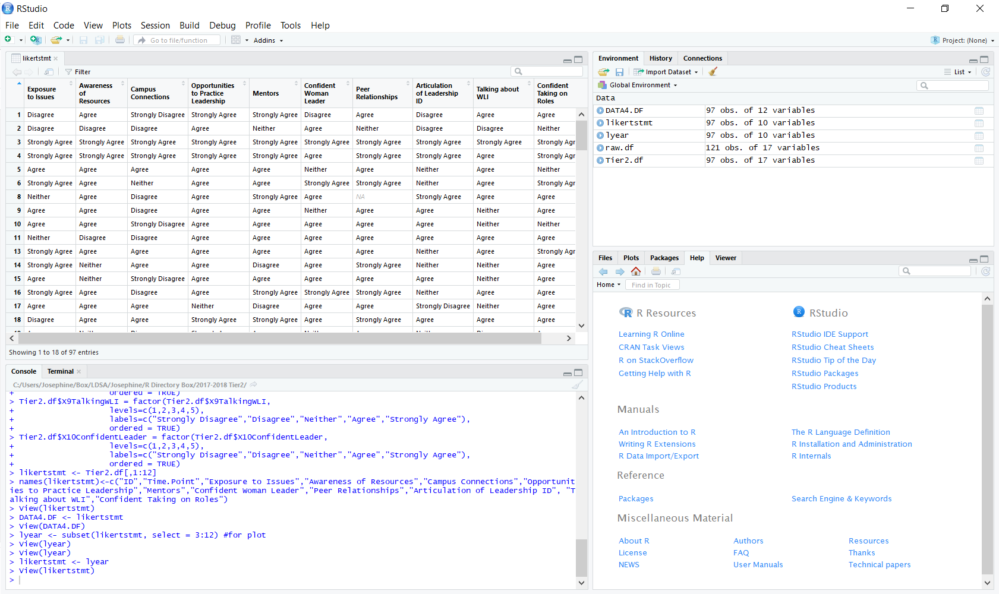 RStudio
File Edit Code View Plots Session Build Debug Profile Tools Help
Go to file/function Addins Project: (None)
likertstmt
Filter
Exposure to Issues Awareness of Resources Campus Connections Opportunities to Practice Leadership Mentors Confident Woman Leader Peer Relationships Articulation of Leadership ID Talking about WLI Confident Taking on Roles
1 Disagree Agree Strongly Disagree Strongly Agree Strongly Agree Disagree Agree Disagree Agree Agree
2 Disagree Disagree Disagree Agree Neither Agree Neither Disagree Disagree Neither
3 Strongly Agree Strongly Agree Strongly Agree Strongly Agree Strongly Agree Strongly Agree Strongly Agree Strongly Agree Strongly Agree Strongly Agr
4 Strongly Agree Strongly Agree Strongly Agree Strongly Agree Strongly Agree Agree Strongly Agree Strongly Agree Agree Strongly Agr
5 Agree Agree Agree Agree Agree Neither Agree Neither Agree Neither
6 Strongly Agree Agree Neither Agree Agree Strongly Agree Strongly Agree Neither Agree Strongly Agr
8 Neither Agree Disagree Agree Strongly Agree Agree NA Strongly Agree Agree Agree
9 Agree Agree Disagree Agree Agree Neither Agree Agree Neither Agree
10 Agree Agree Strongly Disagree Agree Agree Agree Agree Agree Neither Neither
11 Neither Disagree Disagree Agree Agree Agree Agree Agree Agree Agree
13 Strongly Agree Agree Agree Agree Agree Agree Agree Neither Agree Strongly Agr
14 Strongly Agree Neither Agree Agree Disagree Agree Strongly Agree Neither Neither Agree
15 Agree Neither Strongly Disagree Agree Agree Agree Agree Agree Neither Agree
16 Strongly Agree Agree Disagree Agree Strongly Agree Strongly Agree Strongly Agree Neither Agree Agree
17 Agree Agree Agree Neither Disagree Agree Agree Strongly Disagree Neither Agree
18 Disagree Agree Agree Strongly Agree Strongly Agree Agree Strongly Agree Agree Agree Agree
Showing 1 to 18 of 97 entries
Console Terminal
C:/Users/Josephine/Box/LDSA/Josephine/R Directory Box/2017-2018 Tier2/
+ ordered = TRUE)
> Tier2.df$X9TalkingWLI = factor(Tier2.df$X9TalkingWLI,
+ levels=c(1,2,3,4,5),
+ labels=c("Strongly Disagree","Disagree","Neither","Agree","Strongly Agree"),
+ ordered = TRUE)
> Tier2.df$X10ConfidentLeader = factor(Tier2.df$X10ConfidentLeader,
+ levels=c(1,2,3,4,5),
+ labels=c("Strongly Disagree","Disagree","Neither","Agree","Strongly Agree"),
+ ordered = TRUE)
> likertstmt <- Tier2.df[,1:12]
> names(likertstmt)<-c("ID","Time.Point","Exposure to Issues","Awareness of Resources","Campus Connections","Opportunit
ies to Practice Leadership","Mentors","Confident Woman Leader","Peer Relationships","Articulation of Leadership ID", "T
alking about WLI","Confident Taking on Roles")
> View(likertstmt)
> DATA4.DF <- likertstmt
> View(DATA4.DF)
> lyear <- subset(likertstmt, select = 3:12) #for plot
> View(lyear)
> View(lyear)
> likertstmt <- lyear
> View(likertstmt)
>
Environment History Connections
Import Dataset List
Global Environment
Data
DATA4.DF 97 obs. of 12 variables
likertstmt 97 obs. of 10 variables
lyear 97 obs. of 10 variables
raw.df 121 obs. of 17 variables
Tier2.df 97 obs. of 17 variables
Files Plots Packages Help Viewer
Home Find in Topic
R Resources
Learning R Online
CRAN Task Views
R on StackOverflow
Getting Help with R
RStudio
RStudio IDE Support
RStudio Cheat Sheets
RStudio Tip of the Day
RStudio Packages
RStudio Products
Manuals
An Introduction to R The R Language Definition
Writing R Extensions R Installation and Administration
R Data Import/Export R Internals
Reference
Packages Search Engine & Keywords
Miscellaneous Material
About R Authors Resources
License FAQ Thanks
NEWS User Manuals Technical papers